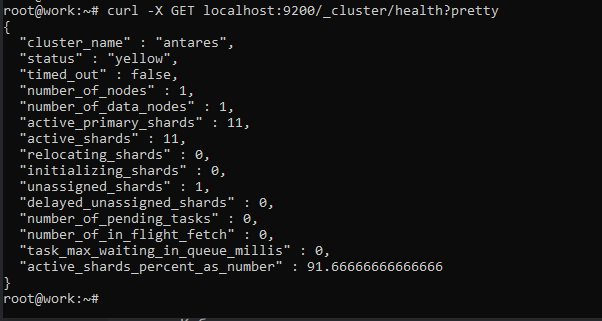 root@work:~# curl -X GET localhost:9200/_cluster/health?pretty
{
  "cluster_name" : "antares",
  "status" : "yellow",
  "timed_out" : false,
  "number_of_nodes" : 1,
  "number_of_data_nodes" : 1,
  "active_primary_shards" : 11,
  "active_shards" : 11,
  "relocating_shards" : 0,
  "initializing_shards" : 0,
  "unassigned_shards" : 1,
  "delayed_unassigned_shards" : 0,
  "number_of_pending_tasks" : 0,
  "number_of_in_flight_fetch" : 0,
  "task_max_waiting_in_queue_millis" : 0,
  "active_shards_percent_as_number" : 91.66666666666666
}
root@work:~#